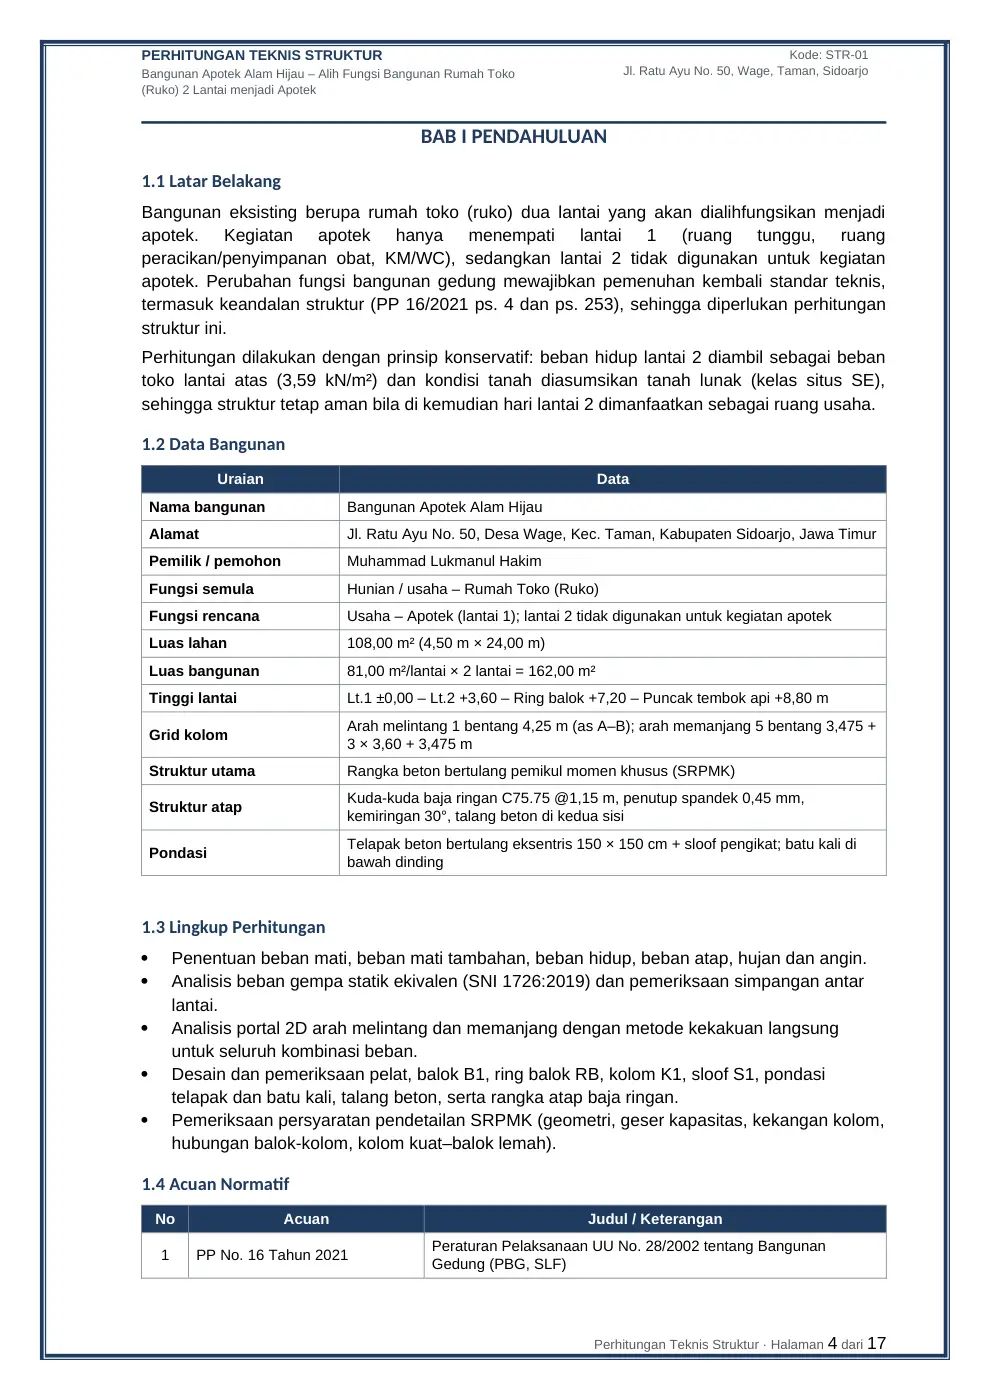 PERHITUNGAN TEKNIS STRUKTUR
Bangunan Apotek Alam Hijau – Alih Fungsi Bangunan Rumah Toko
(Ruko) 2 Lantai menjadi Apotek
Kode: STR-01
Jl. Ratu Ayu No. 50, Wage, Taman, Sidoarjo
BAB I PENDAHULUAN
1.1 Latar Belakang
Bangunan eksisting berupa rumah toko (ruko) dua lantai yang akan dialihfungsikan menjadi
apotek. Kegiatan apotek hanya menempati lantai 1 (ruang tunggu, ruang
peracikan/penyimpanan obat, KM/WC), sedangkan lantai 2 tidak digunakan untuk kegiatan
apotek. Perubahan fungsi bangunan gedung mewajibkan pemenuhan kembali standar teknis,
termasuk keandalan struktur (PP 16/2021 ps. 4 dan ps. 253), sehingga diperlukan perhitungan
struktur ini.
Perhitungan dilakukan dengan prinsip konservatif: beban hidup lantai 2 diambil sebagai beban
toko lantai atas (3,59 kN/m²) dan kondisi tanah diasumsikan tanah lunak (kelas situs SE),
sehingga struktur tetap aman bila di kemudian hari lantai 2 dimanfaatkan sebagai ruang usaha.
1.2 Data Bangunan
Uraian Data
Nama bangunan Bangunan Apotek Alam Hijau
Alamat Jl. Ratu Ayu No. 50, Desa Wage, Kec. Taman, Kabupaten Sidoarjo, Jawa Timur
Pemilik / pemohon Muhammad Lukmanul Hakim
Fungsi semula Hunian / usaha – Rumah Toko (Ruko)
Fungsi rencana Usaha – Apotek (lantai 1); lantai 2 tidak digunakan untuk kegiatan apotek
Luas lahan 108,00 m² (4,50 m × 24,00 m)
Luas bangunan 81,00 m²/lantai × 2 lantai = 162,00 m²
Tinggi lantai Lt.1 ±0,00 – Lt.2 +3,60 – Ring balok +7,20 – Puncak tembok api +8,80 m
Grid kolom Arah melintang 1 bentang 4,25 m (as A–B); arah memanjang 5 bentang 3,475 +
3 × 3,60 + 3,475 m
Struktur utama Rangka beton bertulang pemikul momen khusus (SRPMK)
Struktur atap Kuda-kuda baja ringan C75.75 @1,15 m, penutup spandek 0,45 mm,
kemiringan 30°, talang beton di kedua sisi
Pondasi Telapak beton bertulang eksentris 150 × 150 cm + sloof pengikat; batu kali di
bawah dinding
1.3 Lingkup Perhitungan
• Penentuan beban mati, beban mati tambahan, beban hidup, beban atap, hujan dan angin.
• Analisis beban gempa statik ekivalen (SNI 1726:2019) dan pemeriksaan simpangan antar
lantai.
• Analisis portal 2D arah melintang dan memanjang dengan metode kekakuan langsung
untuk seluruh kombinasi beban.
• Desain dan pemeriksaan pelat, balok B1, ring balok RB, kolom K1, sloof S1, pondasi
telapak dan batu kali, talang beton, serta rangka atap baja ringan.
• Pemeriksaan persyaratan pendetailan SRPMK (geometri, geser kapasitas, kekangan kolom,
hubungan balok-kolom, kolom kuat–balok lemah).
1.4 Acuan Normatif
No Acuan Judul / Keterangan
1 PP No. 16 Tahun 2021 Peraturan Pelaksanaan UU No. 28/2002 tentang Bangunan
Gedung (PBG, SLF)
Perhitungan Teknis Struktur · Halaman 4 dari 17